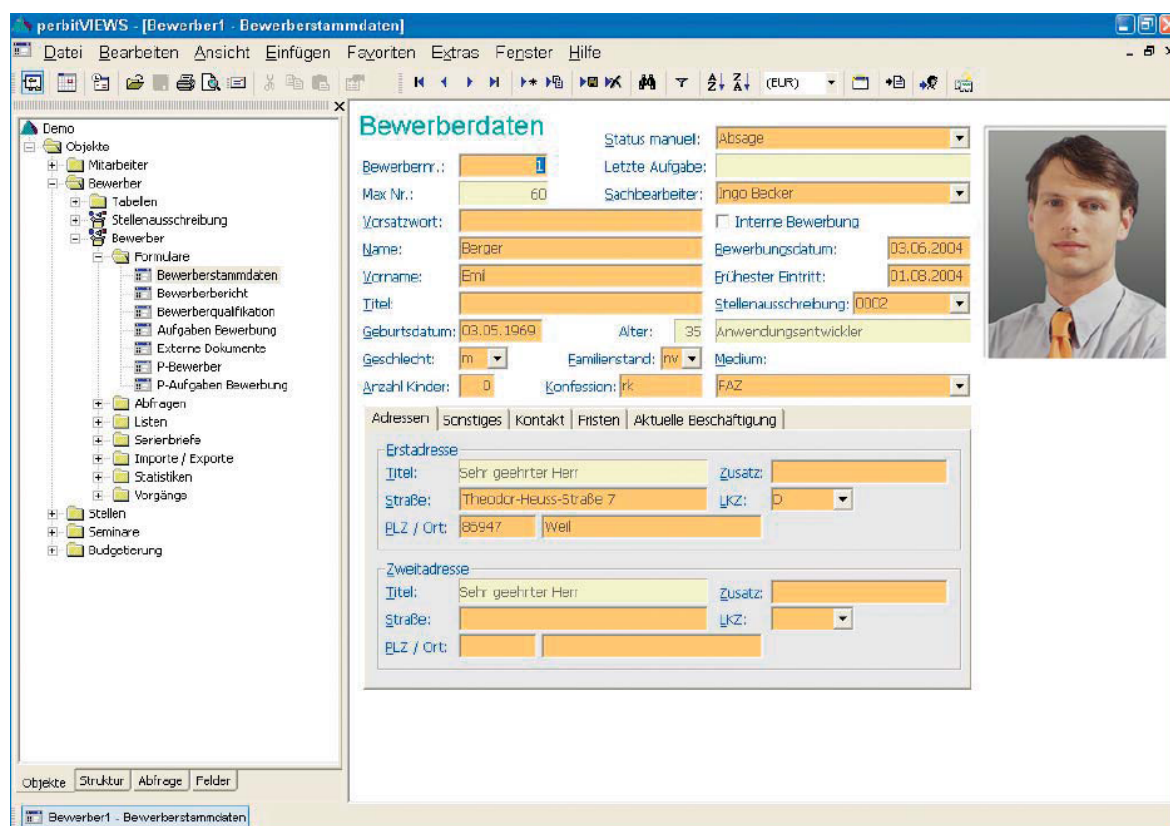 perbitVIEWS - [Bewerber1 - Bewerberstammdaten]
Datei Bearbeiten Ansicht Einfügen Favoriten Extras Fenster Hilfe
(EUR)
Demo
Objekte
Mitarbeiter
Bewerber
Tabellen
Stellenausschreibung
Bewerber
Formulare
Bewerberstammdaten
Bewerberbericht
Bewerberqualifikation
Aufgaben Bewerbung
Externe Dokumente
P-Bewerber
P-Aufgaben Bewerbung
Abfragen
Listen
Serienbriefe
Importe / Exporte
Statistiken
Vorgänge
Stellen
Seminare
Budgetierung
Objekte Struktur Abfrage Felder
Bewerberdaten
Status manuel: Absage
Bewerbernr.: 1 Letzte Aufgabe:
Max Nr.: 60 Sachbearbeiter: Ingo Becker
Vorsatzwort: Interne Bewerbung
Name: Berger Bewerbungsdatum: 03.06.2004
Vorname: Emil Frühester Eintritt: 01.08.2004
Titel: Stellenausschreibung: 0002
Geburtsdatum: 03.05.1969 Alter: 35 Anwendungsentwickler
Geschlecht: m Familienstand: nv Medium:
Anzahl Kinder: 0 Konfession: rk FAZ
Adressen Sonstiges Kontakt Fristen Aktuelle Beschäftigung
Erstadresse
Titel: Sehr geehrter Herr Zusatz:
Straße: Theodor-Heuss-Straße 7 LKZ: D
PLZ / Ort: 85947 Weil
Zweitadresse
Titel: Sehr geehrter Herr Zusatz:
Straße: LKZ:
PLZ / Ort:
Bewerber1 - Bewerberstammdaten